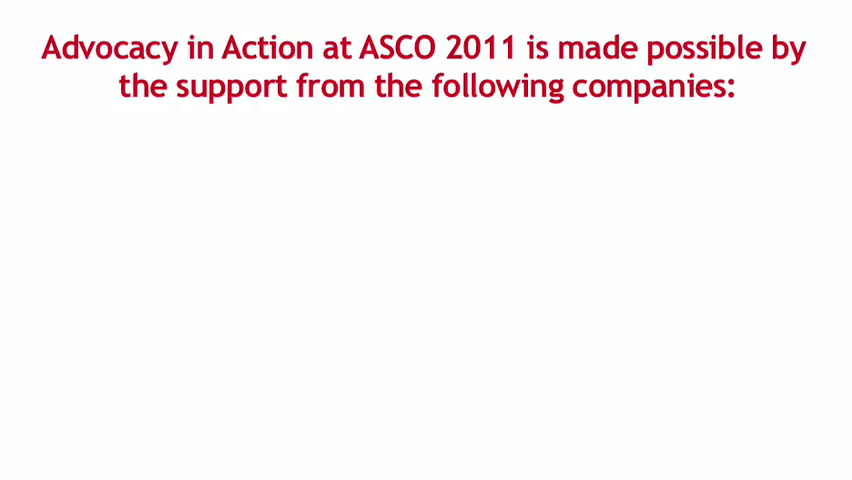 Advocacy in Action at ASCO 2011 is made possible by
the support from the following companies: